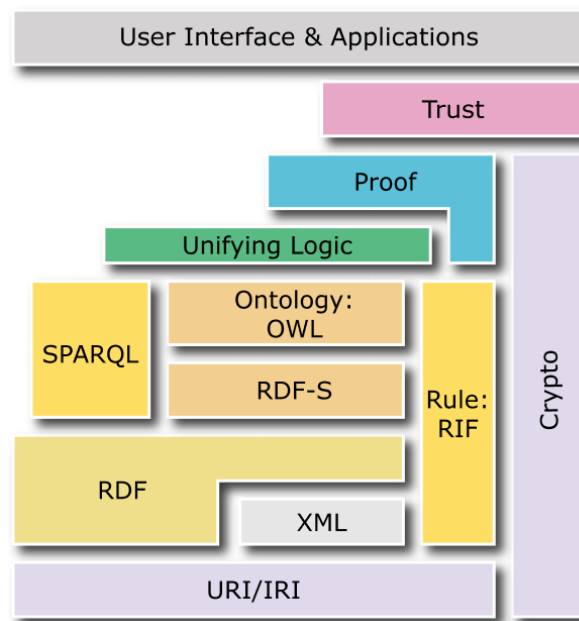 User Interface & Applications
Trust
Proof
Unifying Logic
Ontology:
OWL
SPARQL
RDF-S
Rule:
RIF
Crypto
RDF
XML
URI/IRI